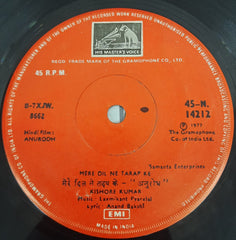 HIS MASTER'S VOICE
REGD. TRADE MARK OF THE GRAMOPHONE CO. LTD.
45 R.P.M.
45-N.
14212
8662
Hindi Film:
ANURODH
℗ 1977
The Gramophone
Co. of India Ltd.
MERE DIL NE TARAP KE
मेरे दिल ने तड़प के - "अनुरोध"
Samanta Enterprises
KISHORE KUMAR
Music: Laxmikant Pyarelal
Lyric: Anand Bakshi
EMI
MADE IN INDIA